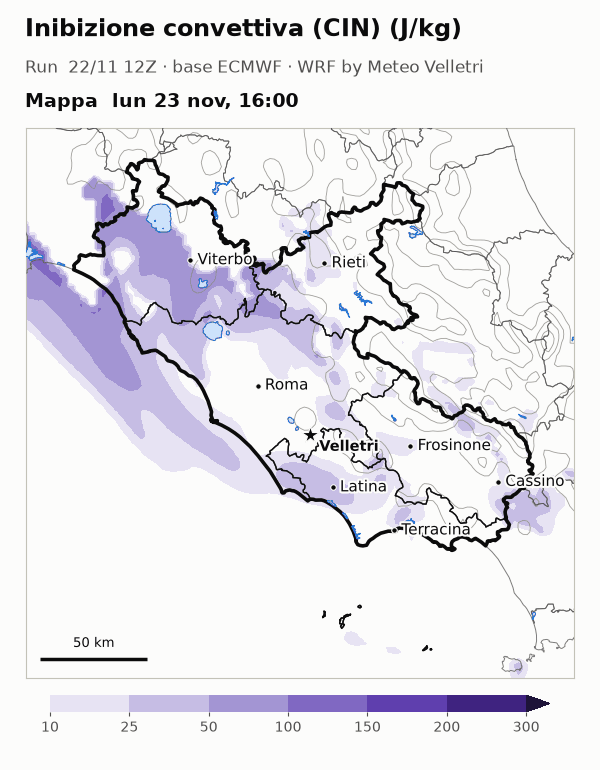 Inibizione convettiva (CIN) (J/kg)
Run  22/11 12Z · base ECMWF · WRF by Meteo Velletri
Mappa  lun 23 nov, 16:00
Viterbo
Rieti
Roma
Velletri
Frosinone
Latina
Cassino
Terracina
50 km
10 25 50 100 150 200 300